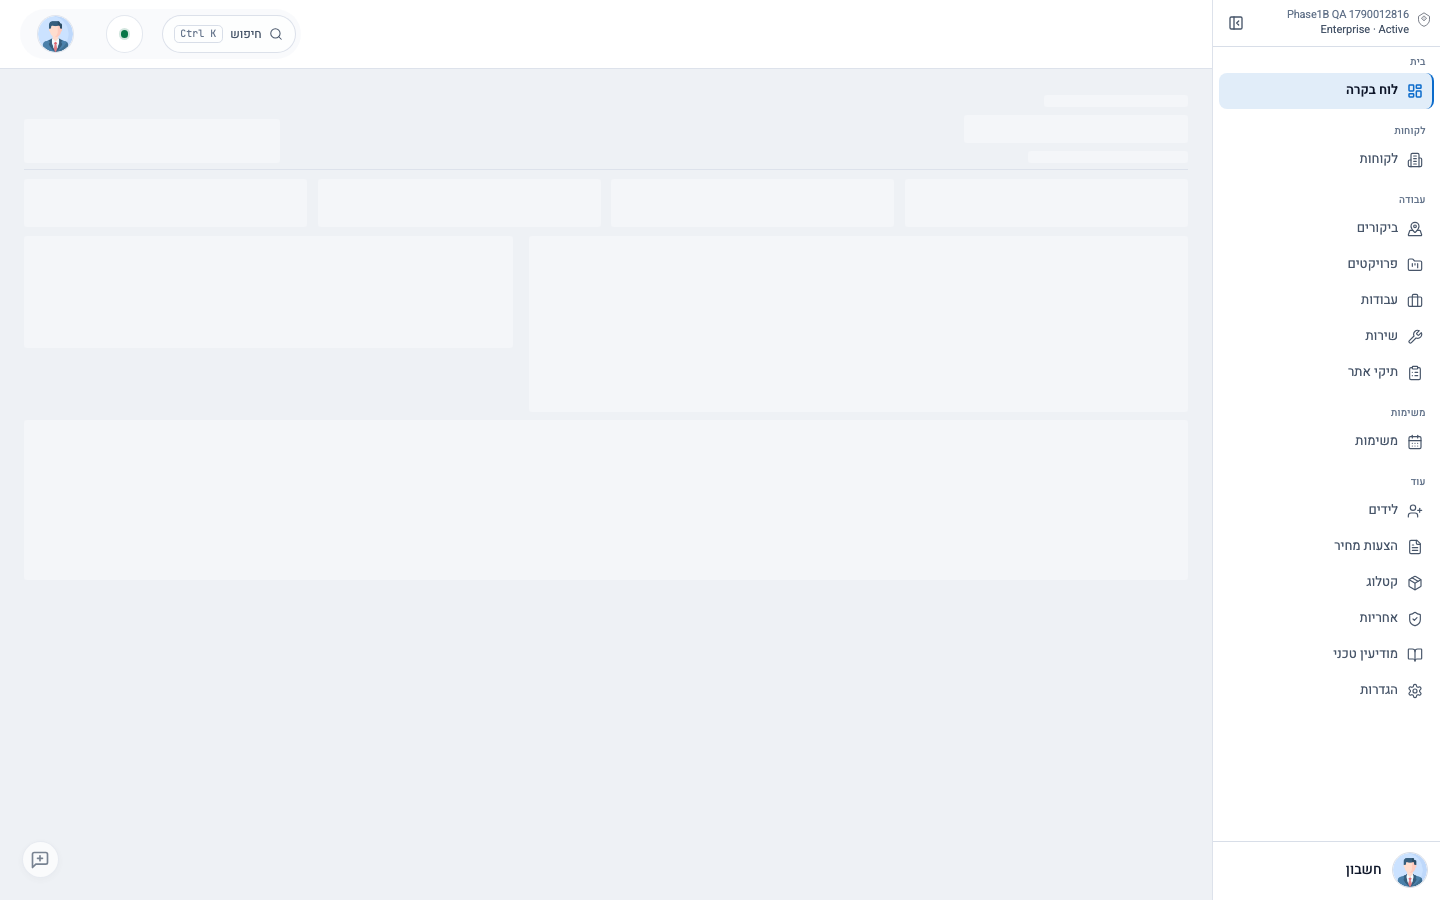 Phase1B QA 1790012816
Enterprise · Active
חיפוש
Ctrl K
בית
לוח בקרה
לקוחות
לקוחות
עבודה
ביקורים
פרויקטים
עבודות
שירות
תיקי אתר
משימות
משימות
עוד
לידים
הצעות מחיר
קטלוג
אחריות
מודיעין טכני
הגדרות
חשבון